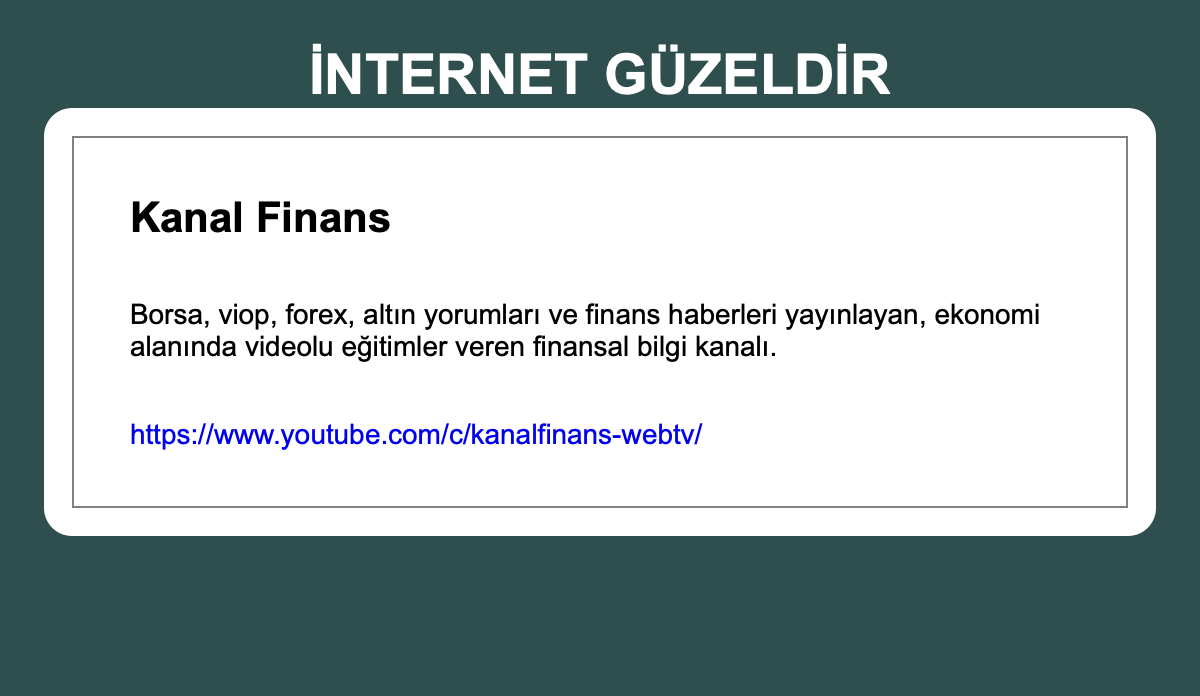 İNTERNET GÜZELDİR
Kanal Finans
Borsa, viop, forex, altın yorumları ve finans haberleri yayınlayan, ekonomi
alanında videolu eğitimler veren finansal bilgi kanalı.
https://www.youtube.com/c/kanalfinans-webtv/